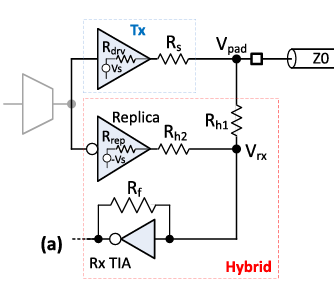 Tx
Rdrv
Vs
Rs
Vpad
Z0
Replica
Rrep
-Vs
Rh2
Rh1
Vrx
Rf
(a)
Rx TIA
Hybrid